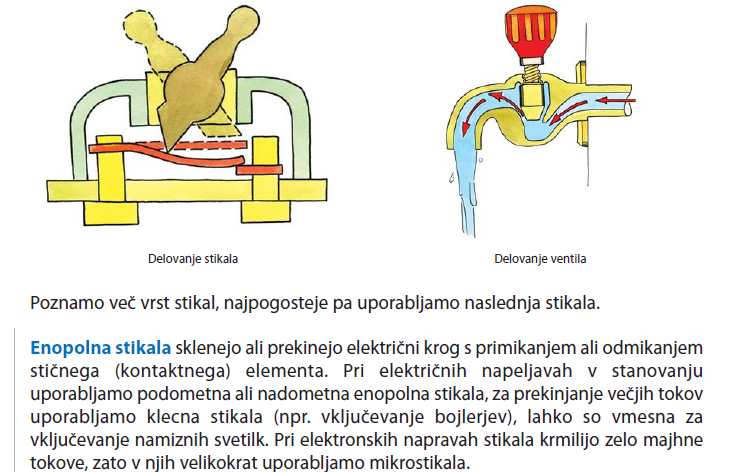 Delovanje stikala
Delovanje ventila
Poznamo več vrst stikal, najpogosteje pa uporabljamo naslednja stikala.
Enopolna stikala sklenejo ali prekinejo električni krog s primikanjem ali odmikanjem
stičnega (kontaktnega) elementa. Pri električnih napeljavah v stanovanju
uporabljamo podometna ali nadometna enopolna stikala, za prekinjanje večjih tokov
uporabljamo klecna stikala (npr. vključevanje bojlerjev), lahko so vmesna za
vključevanje namiznih svetilk. Pri elektronskih napravah stikala krmilijo zelo majhne
tokove, zato v njih velikokrat uporabljamo mikrostikala.